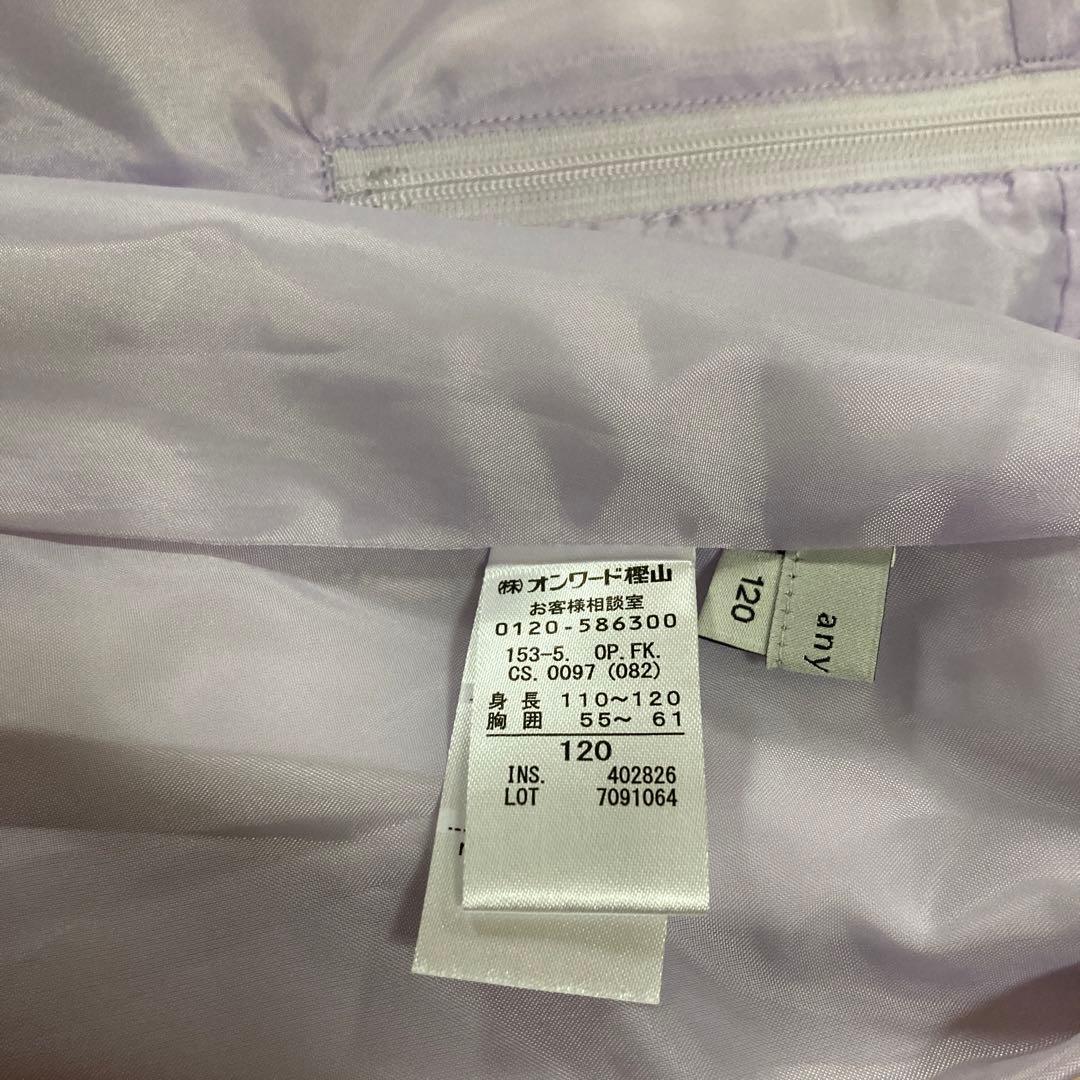 ㈱オンワード樫山
お客様相談室
0120-586300
153-5. OP.FK.
CS.0097 (082)
身長 110〜120
胸囲 55〜 61
120
INS. 402826
LOT 7091064
120
any